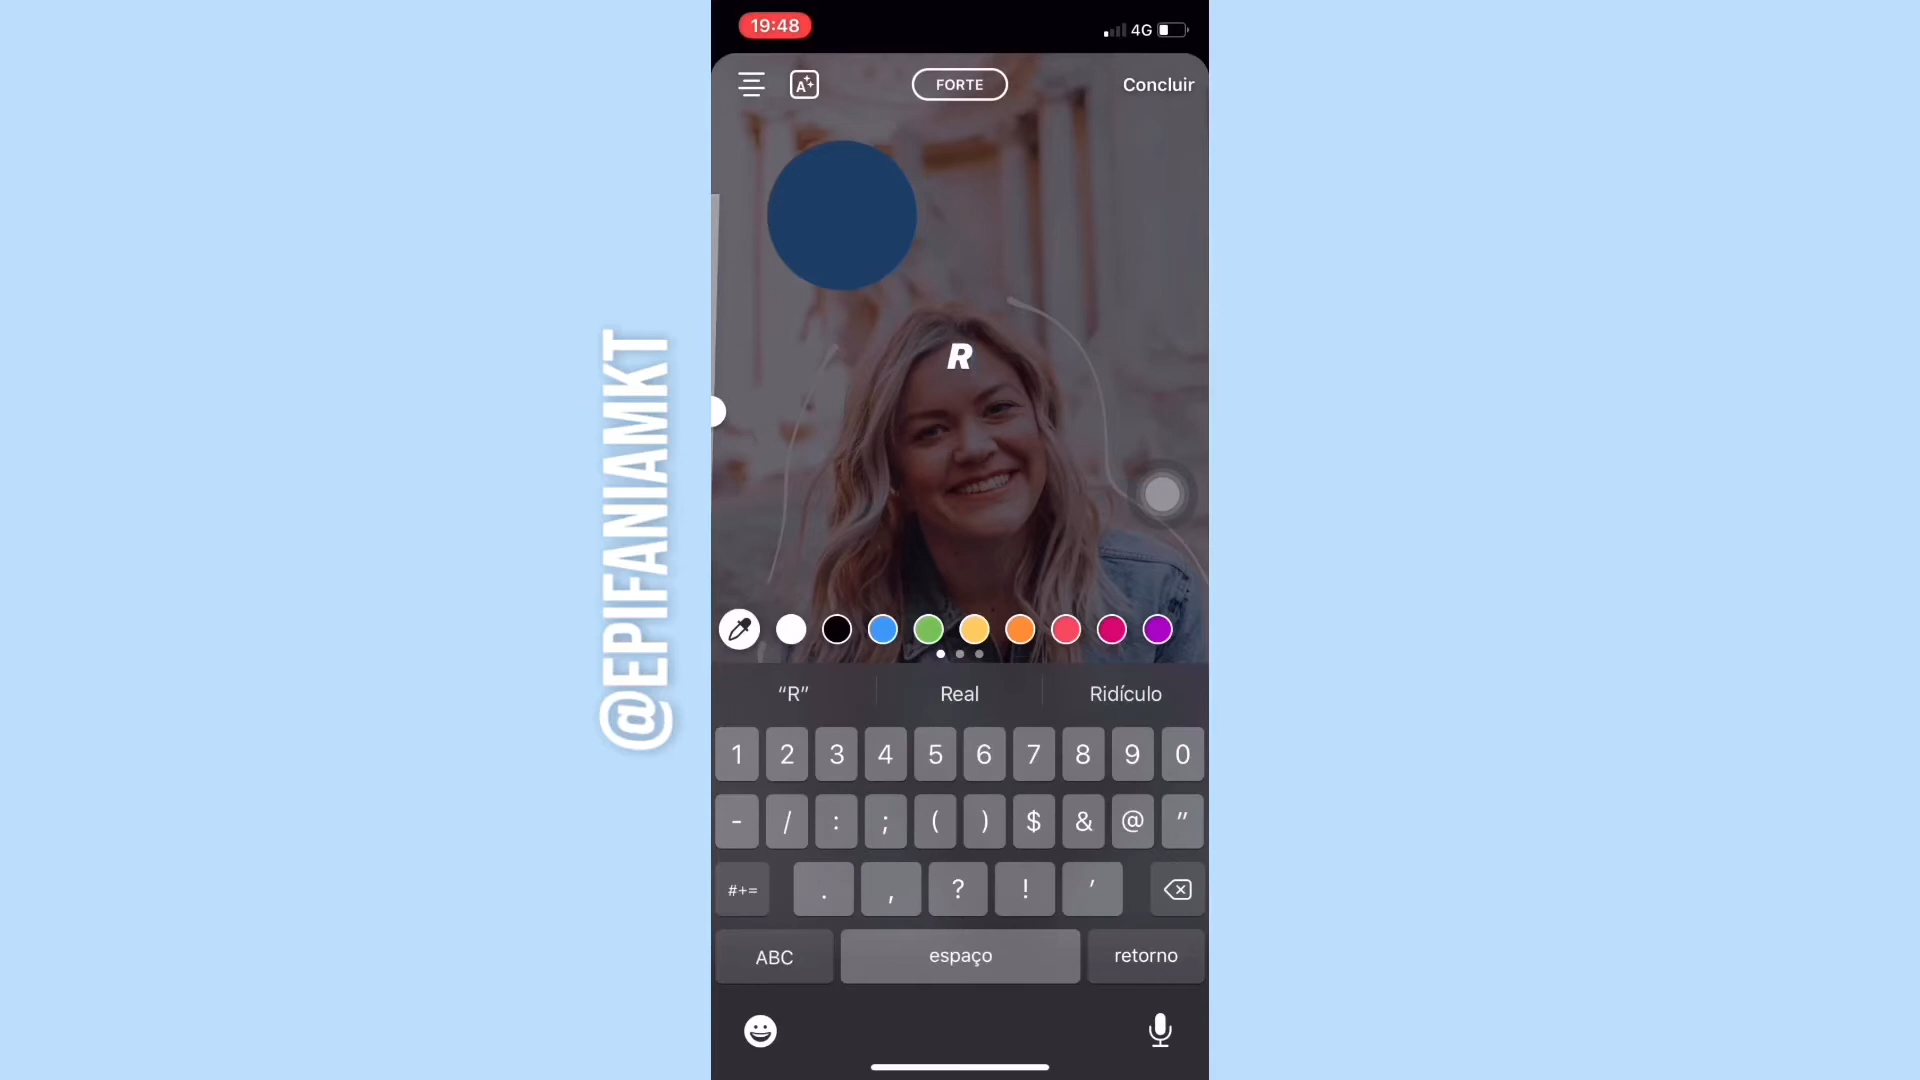 19:48
4G
A+
FORTE
Concluir
R
@EPIFANIAMKT
“R”
Real
Ridículo
1 2 3 4 5 6 7 8 9 0
- / : ; ( ) $ & @ ”
#+= . , ? ! ’
ABC espaço retorno